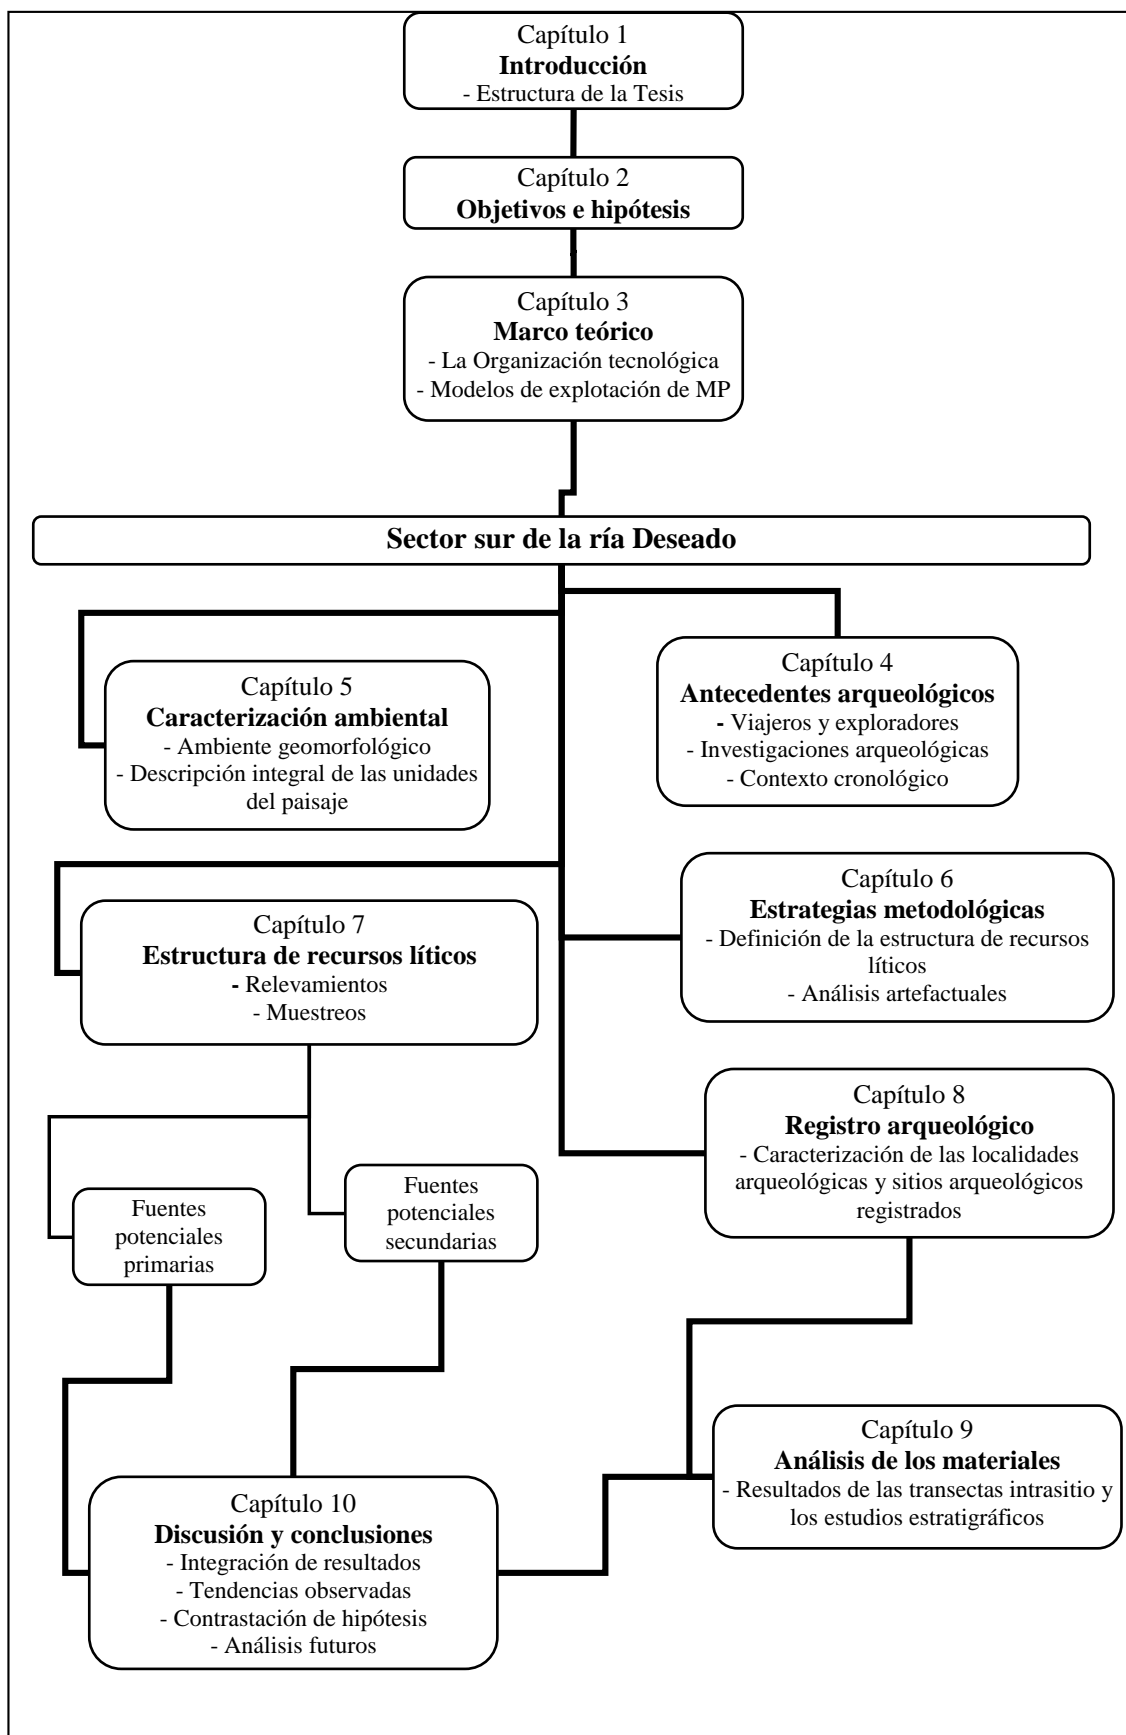 Capítulo 1
Introducción
- Estructura de la Tesis
Capítulo 2
Objetivos e hipótesis
Capítulo 3
Marco teórico
- La Organización tecnológica
- Modelos de explotación de MP
Sector sur de la ría Deseado
Capítulo 4
Antecedentes arqueológicos
- Viajeros y exploradores
- Investigaciones arqueológicas
- Contexto cronológico
Capítulo 5
Caracterización ambiental
- Ambiente geomorfológico
- Descripción integral de las unidades
del paisaje
Capítulo 6
Estrategias metodológicas
- Definición de la estructura de recursos
líticos
- Análisis artefactuales
Capítulo 7
Estructura de recursos líticos
- Relevamientos
- Muestreos
Capítulo 8
Registro arqueológico
- Caracterización de las localidades
arqueológicas y sitios arqueológicos
registrados
Fuentes
potenciales
primarias
Fuentes
potenciales
secundarias
Capítulo 9
Análisis de los materiales
- Resultados de las transectas intrasitio y
los estudios estratigráficos
Capítulo 10
Discusión y conclusiones
- Integración de resultados
- Tendencias observadas
- Contrastación de hipótesis
- Análisis futuros